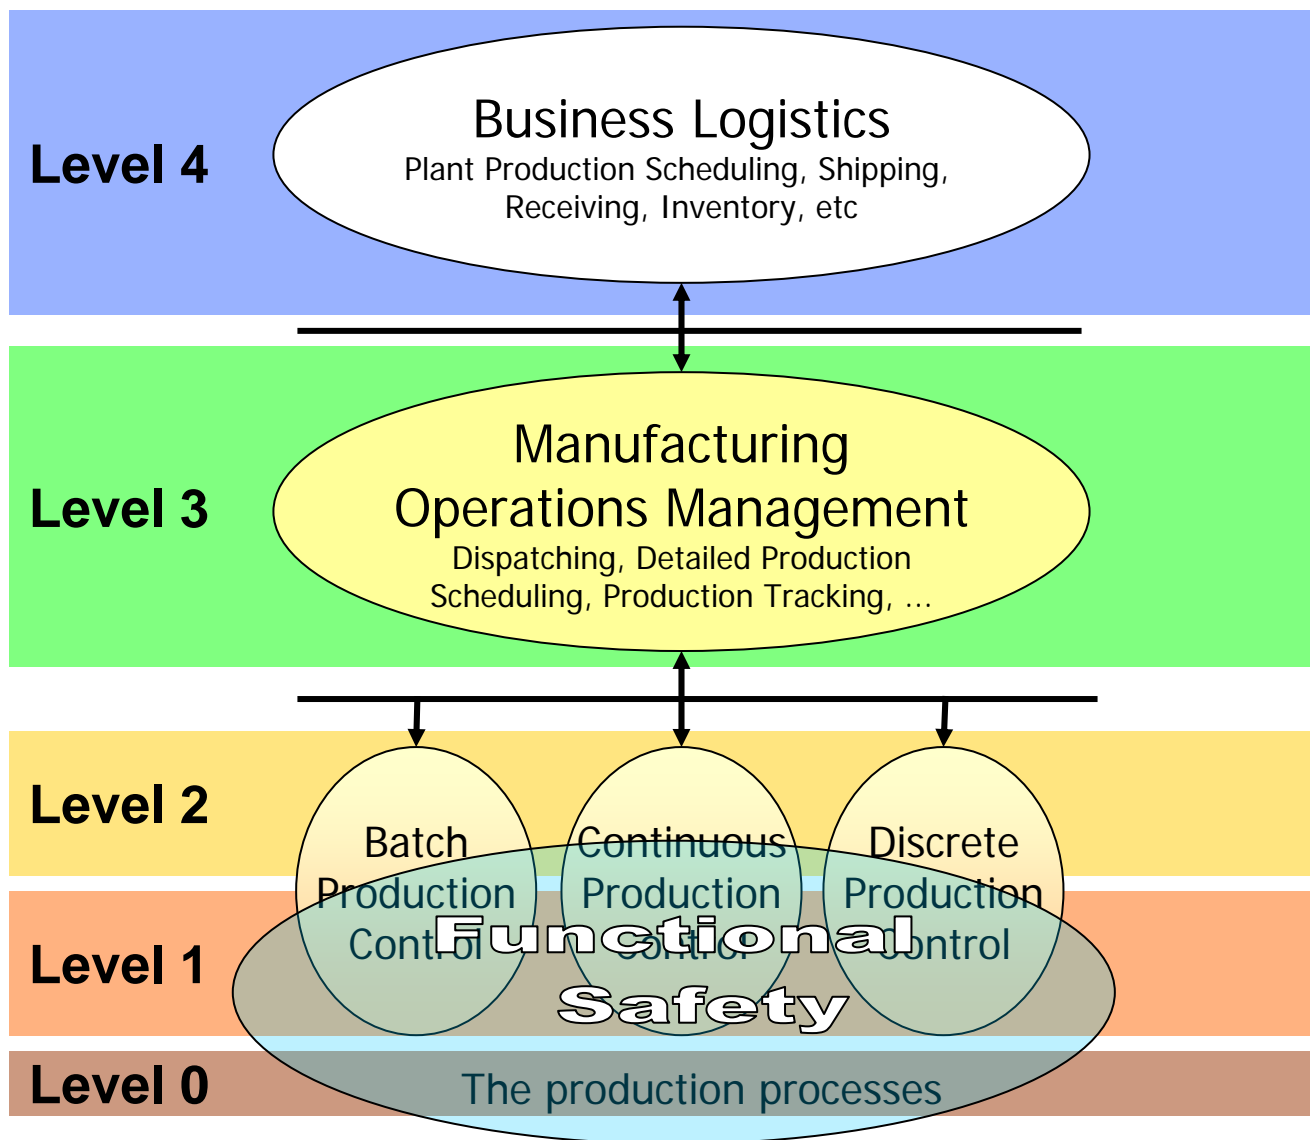 Level 4
Business Logistics
Plant Production Scheduling, Shipping,
Receiving, Inventory, etc
Level 3
Manufacturing
Operations Management
Dispatching, Detailed Production
Scheduling, Production Tracking, ...
Level 2
Batch
Production
Control
Continuous
Production
Control
Discrete
Production
Control
Level 1
Functional
Safety
Level 0
The production processes